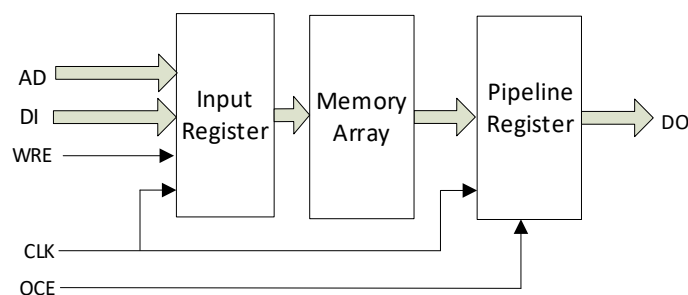 AD
DI
WRE
CLK
OCE
Input
Register
Memory
Array
Pipeline
Register
DO